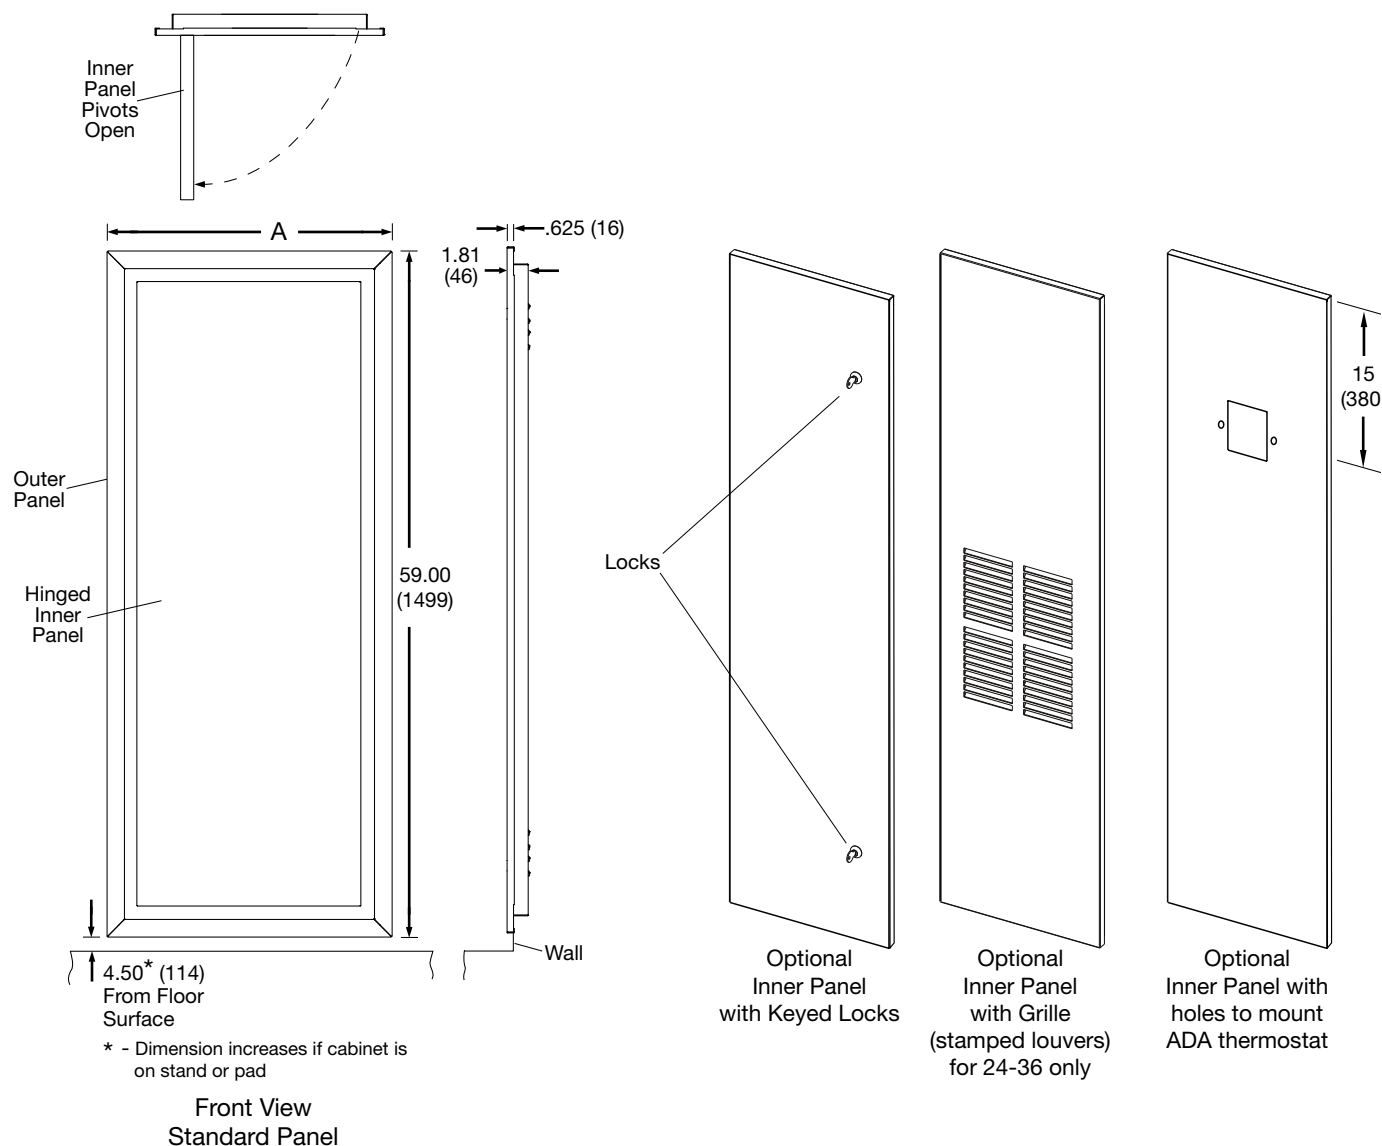 Inner
Panel
Pivots
Open
A
.625 (16)
1.81
(46)
15
(380
Outer
Panel
Locks
59.00
(1499)
Hinged
Inner
Panel
Wall
4.50* (114)
From Floor
Surface
* - Dimension increases if cabinet is
on stand or pad
Front View
Standard Panel
Optional
Inner Panel
with Keyed Locks
Optional
Inner Panel
with Grille
(stamped louvers)
for 24-36 only
Optional
Inner Panel with
holes to mount
ADA thermostat